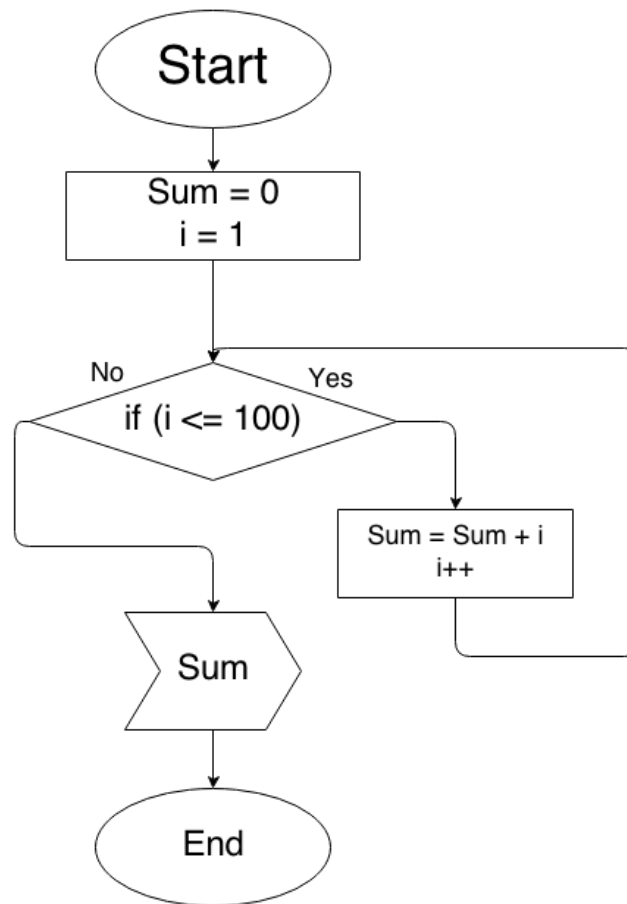 Start
Sum = 0
i = 1
No
Yes
if (i <= 100)
Sum = Sum + i
i++
Sum
End